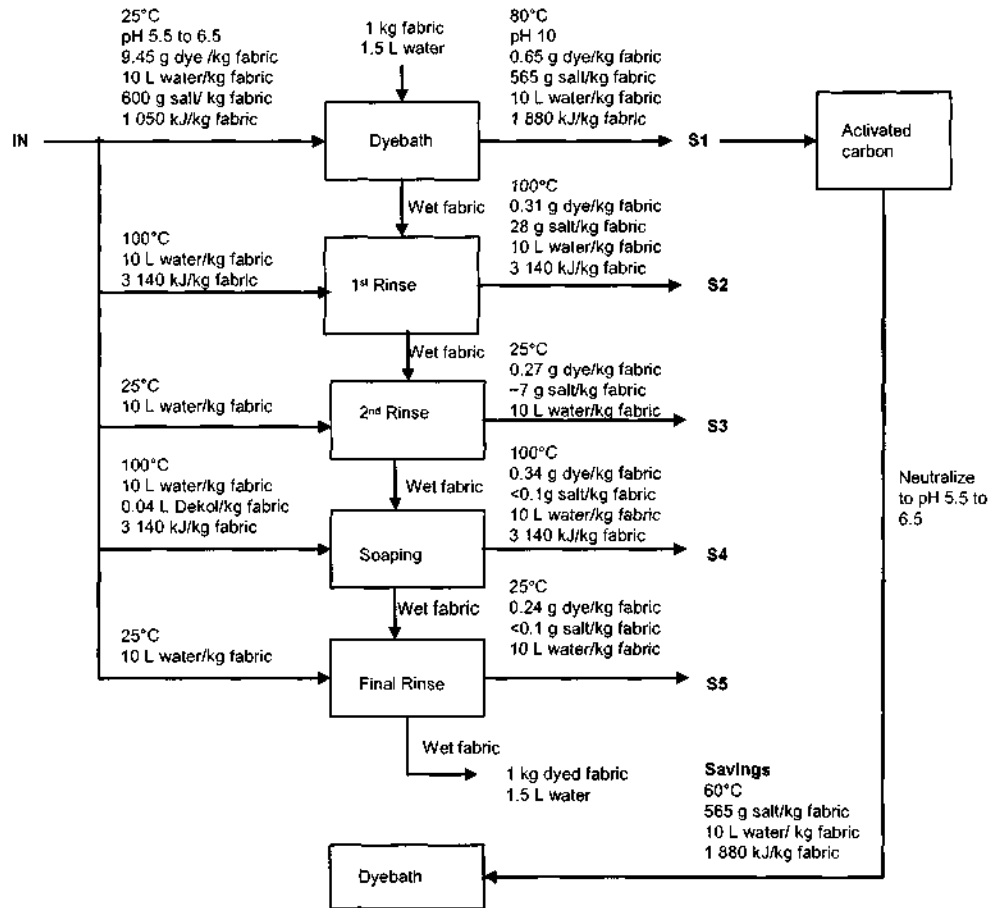 25°C
pH 5.5 to 6.5
9.45 g dye /kg fabric
10 L water/kg fabric
600 g salt/ kg fabric
1 050 kJ/kg fabric
1 kg fabric
1.5 L water
80°C
pH 10
0.65 g dye/kg fabric
565 g salt/kg fabric
10 L water/kg fabric
1 880 kJ/kg fabric
IN
Dyebath
S1
Activated
carbon
Wet fabric
100°C
10 L water/kg fabric
3 140 kJ/kg fabric
1st Rinse
100°C
0.31 g dye/kg fabric
28 g salt/kg fabric
10 L water/kg fabric
3 140 kJ/kg fabric
S2
Wet fabric
25°C
10 L water/kg fabric
2nd Rinse
25°C
0.27 g dye/kg fabric
~7 g salt/kg fabric
10 L water/kg fabric
S3
Wet fabric
100°C
10 L water/kg fabric
0.04 L Dekol/kg fabric
3 140 kJ/kg fabric
Soaping
100°C
0.34 g dye/kg fabric
<0.1g salt/kg fabric
10 L water/kg fabric
3 140 kJ/kg fabric
S4
Neutralize
to pH 5.5 to
6.5
Wet fabric
25°C
10 L water/kg fabric
Final Rinse
25°C
0.24 g dye/kg fabric
<0.1 g salt/kg fabric
10 L water/kg fabric
S5
Wet fabric
1 kg dyed fabric
1.5 L water
Savings
60°C
565 g salt/kg fabric
10 L water/ kg fabric
1 880 kJ/kg fabric
Dyebath